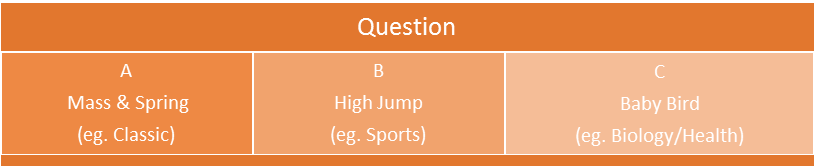 Question
A
Mass & Spring
(eg. Classic)
B
High Jump
(eg. Sports)
C
Baby Bird
(eg. Biology/Health)